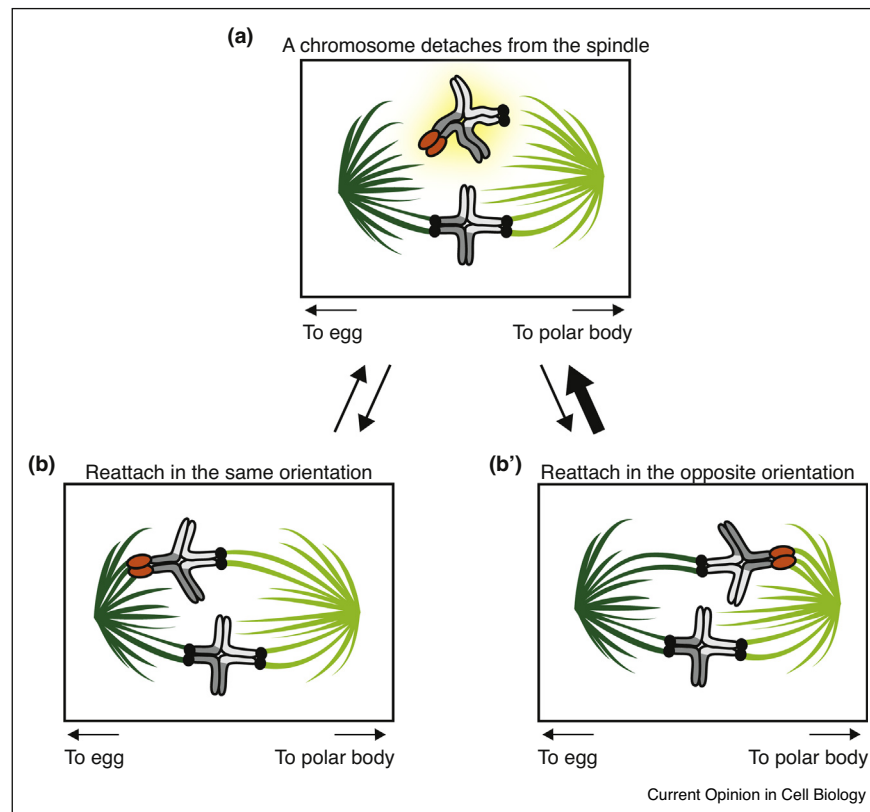 (a)
A chromosome detaches from the spindle
To egg
To polar body
(b)
Reattach in the same orientation
To egg
To polar body
(b’)
Reattach in the opposite orientation
To egg
To polar body
Current Opinion in Cell Biology